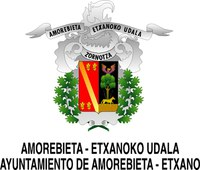 AMOREBIETA ETXANOKO UDALA
ZORNOTZA
AMOREBIETA - ETXANOKO UDALA
AYUNTAMIENTO DE AMOREBIETA - ETXANO